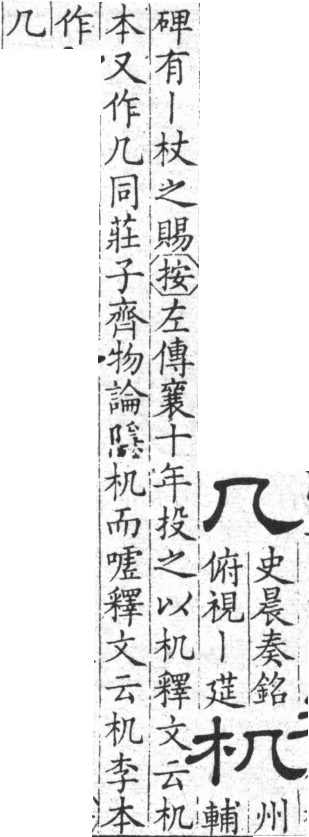 几
史晨奏銘
俯視丨莚
机
州
輔
碑有丨杖之賜按左傳襄十年投之以机釋文云机
本又作几同莊子齊物論隱机而噓釋文云机李本
作
几